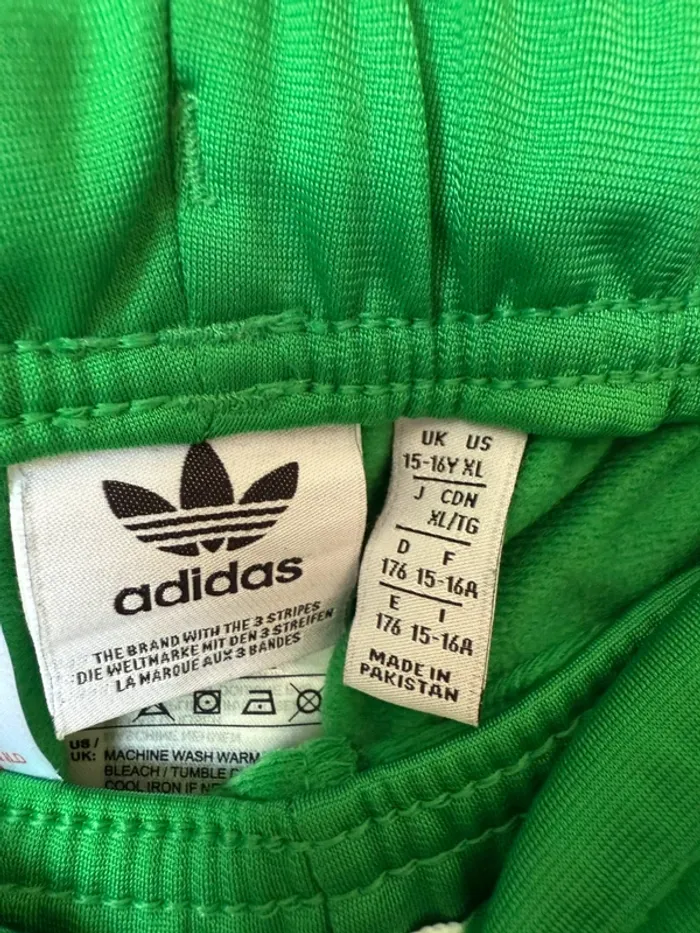 adidas
THE BRAND WITH THE 3 STRIPES
DIE WELTMARKE MIT DEN 3 STREIFEN
LA MARQUE AUX 3 BANDES
UK US
15-16Y XL
J CDN
XL/TG
D F
176 15-16A
E I
176 15-16A
MADE IN
PAKISTAN
US /
UK: MACHINE WASH WARM
BLEACH / TUMBLE
COOL IRON IF